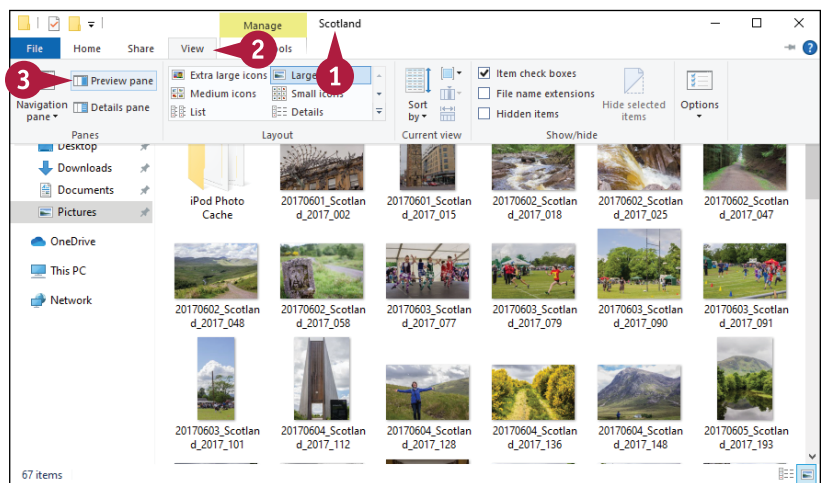 Manage
Scotland
File
Home
Share
View
2
ols
?
3
1
Preview pane
Navigation
pane
Details pane
Panes
Extra large icons
Large
Medium icons
Small icons
List
Details
Layout
Sort
by
Current view
Item check boxes
File name extensions
Hidden items
Hide selected
items
Show/hide
Options
Desktop
Downloads
Documents
Pictures
OneDrive
This PC
Network
iPod Photo
Cache
20170601_Scotlan
d_2017_002
20170601_Scotlan
d_2017_015
20170602_Scotlan
d_2017_018
20170602_Scotlan
d_2017_025
20170602_Scotlan
d_2017_047
20170602_Scotlan
d_2017_048
20170602_Scotlan
d_2017_058
20170603_Scotlan
d_2017_077
20170603_Scotlan
d_2017_079
20170603_Scotlan
d_2017_090
20170603_Scotlan
d_2017_091
20170603_Scotlan
d_2017_101
20170604_Scotlan
d_2017_112
20170604_Scotlan
d_2017_128
20170604_Scotlan
d_2017_136
20170604_Scotlan
d_2017_148
20170605_Scotlan
d_2017_193
67 items